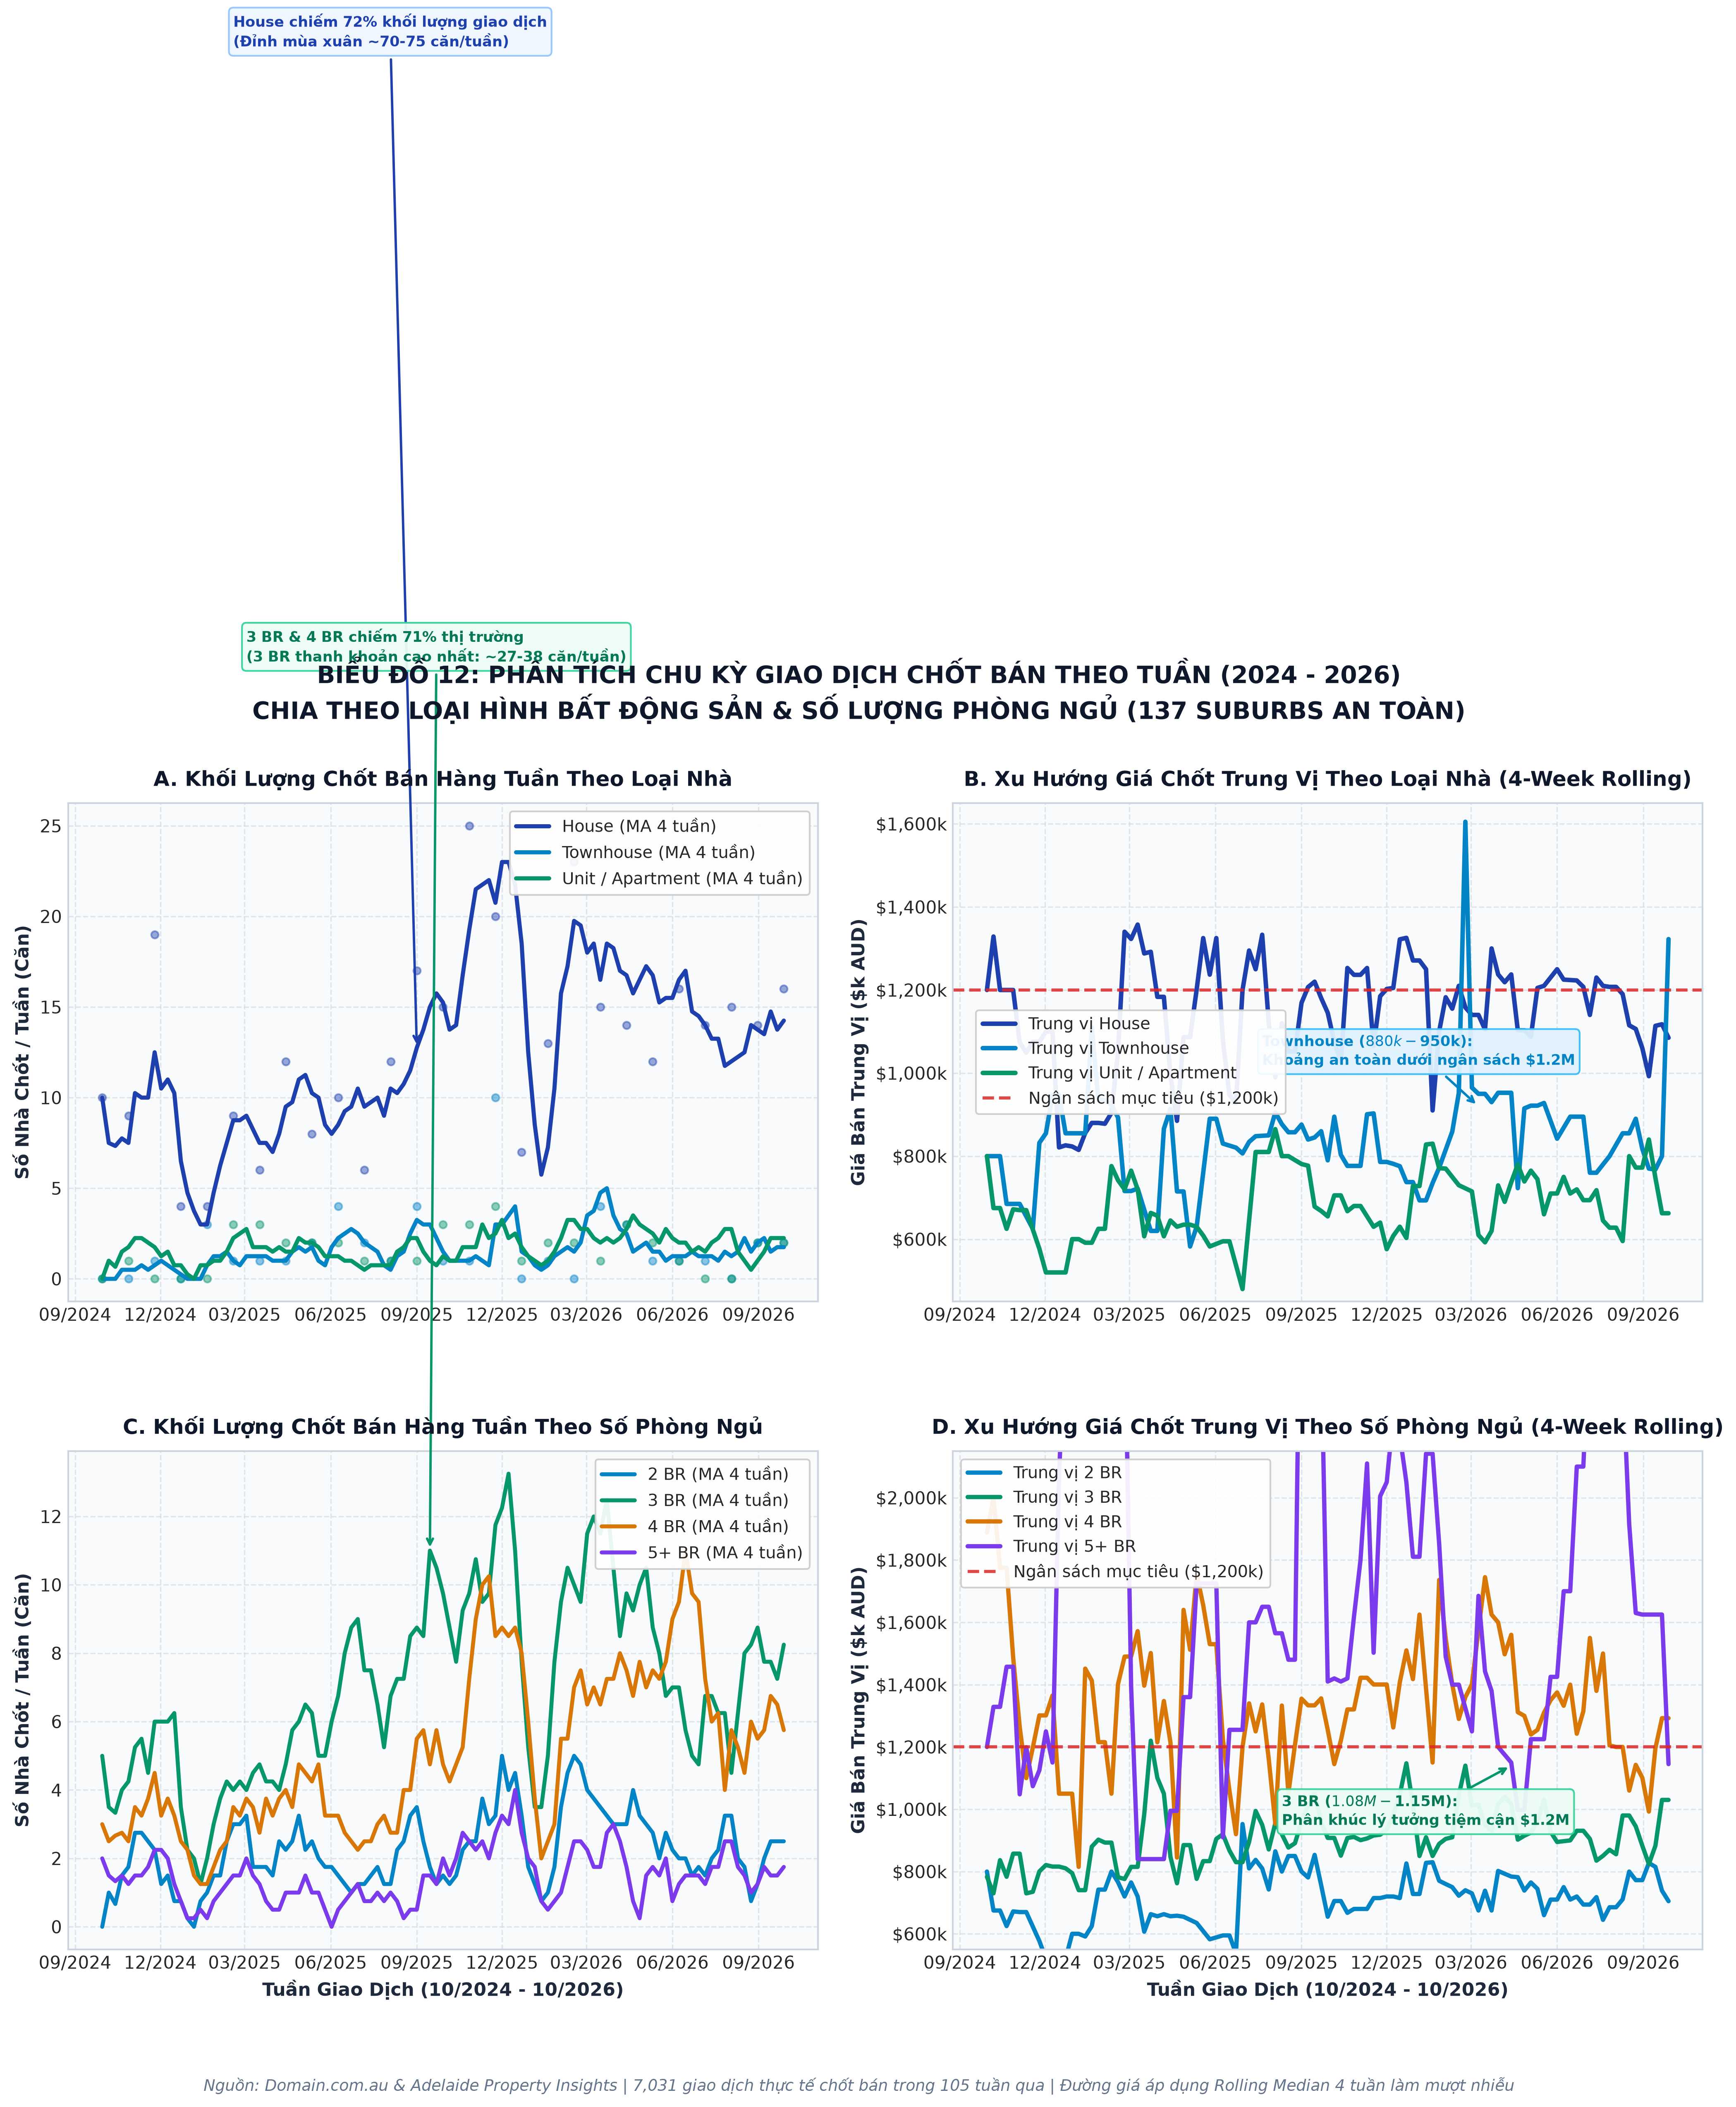 House chiếm 72% khối lượng giao dịch
(Đỉnh mùa xuân ~70-75 căn/tuần)
3 BR & 4 BR chiếm 71% thị trường
(3 BR thanh khoản cao nhất: ~27-38 căn/tuần)
BIỂU ĐỒ 12: PHÂN TÍCH CHU KỲ GIAO DỊCH CHỐT BÁN THEO TUẦN (2024 - 2026)
CHIA THEO LOẠI HÌNH BẤT ĐỘNG SẢN & SỐ LƯỢNG PHÒNG NGỦ (137 SUBURBS AN TOÀN)
A. Khối Lượng Chốt Bán Hàng Tuần Theo Loại Nhà
Số Nhà Chốt / Tuần (Căn)
25
20
15
10
5
0
House (MA 4 tuần)
Townhouse (MA 4 tuần)
Unit / Apartment (MA 4 tuần)
09/2024 12/2024 03/2025 06/2025 09/2025 12/2025 03/2026 06/2026 09/2026
B. Xu Hướng Giá Chốt Trung Vị Theo Loại Nhà (4-Week Rolling)
Giá Bán Trung Vị ($k AUD)
$1,600k
$1,400k
$1,200k
$1,000k
$800k
$600k
Trung vị House
Trung vị Townhouse
Trung vị Unit / Apartment
Ngân sách mục tiêu ($1,200k)
Townhouse (880k − 950k):
Khoảng an toàn dưới ngân sách $1.2M
09/2024 12/2024 03/2025 06/2025 09/2025 12/2025 03/2026 06/2026 09/2026
C. Khối Lượng Chốt Bán Hàng Tuần Theo Số Phòng Ngủ
Số Nhà Chốt / Tuần (Căn)
12
10
8
6
4
2
0
2 BR (MA 4 tuần)
3 BR (MA 4 tuần)
4 BR (MA 4 tuần)
5+ BR (MA 4 tuần)
09/2024 12/2024 03/2025 06/2025 09/2025 12/2025 03/2026 06/2026 09/2026
Tuần Giao Dịch (10/2024 - 10/2026)
D. Xu Hướng Giá Chốt Trung Vị Theo Số Phòng Ngủ (4-Week Rolling)
Giá Bán Trung Vị ($k AUD)
$2,000k
$1,800k
$1,600k
$1,400k
$1,200k
$1,000k
$800k
$600k
Trung vị 2 BR
Trung vị 3 BR
Trung vị 4 BR
Trung vị 5+ BR
Ngân sách mục tiêu ($1,200k)
3 BR (1.08M − 1.15M):
Phân khúc lý tưởng tiệm cận $1.2M
09/2024 12/2024 03/2025 06/2025 09/2025 12/2025 03/2026 06/2026 09/2026
Tuần Giao Dịch (10/2024 - 10/2026)
Nguồn: Domain.com.au & Adelaide Property Insights | 7,031 giao dịch thực tế chốt bán trong 105 tuần qua | Đường giá áp dụng Rolling Median 4 tuần làm mượt nhiễu